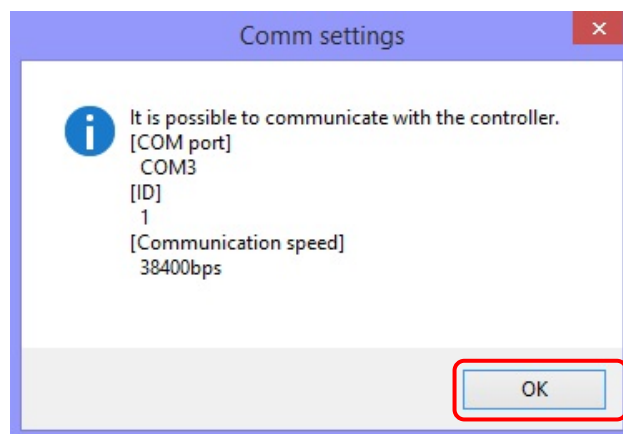 Comm settings
It is possible to communicate with the controller.
[COM port]
COM3
[ID]
1
[Communication speed]
38400bps
OK